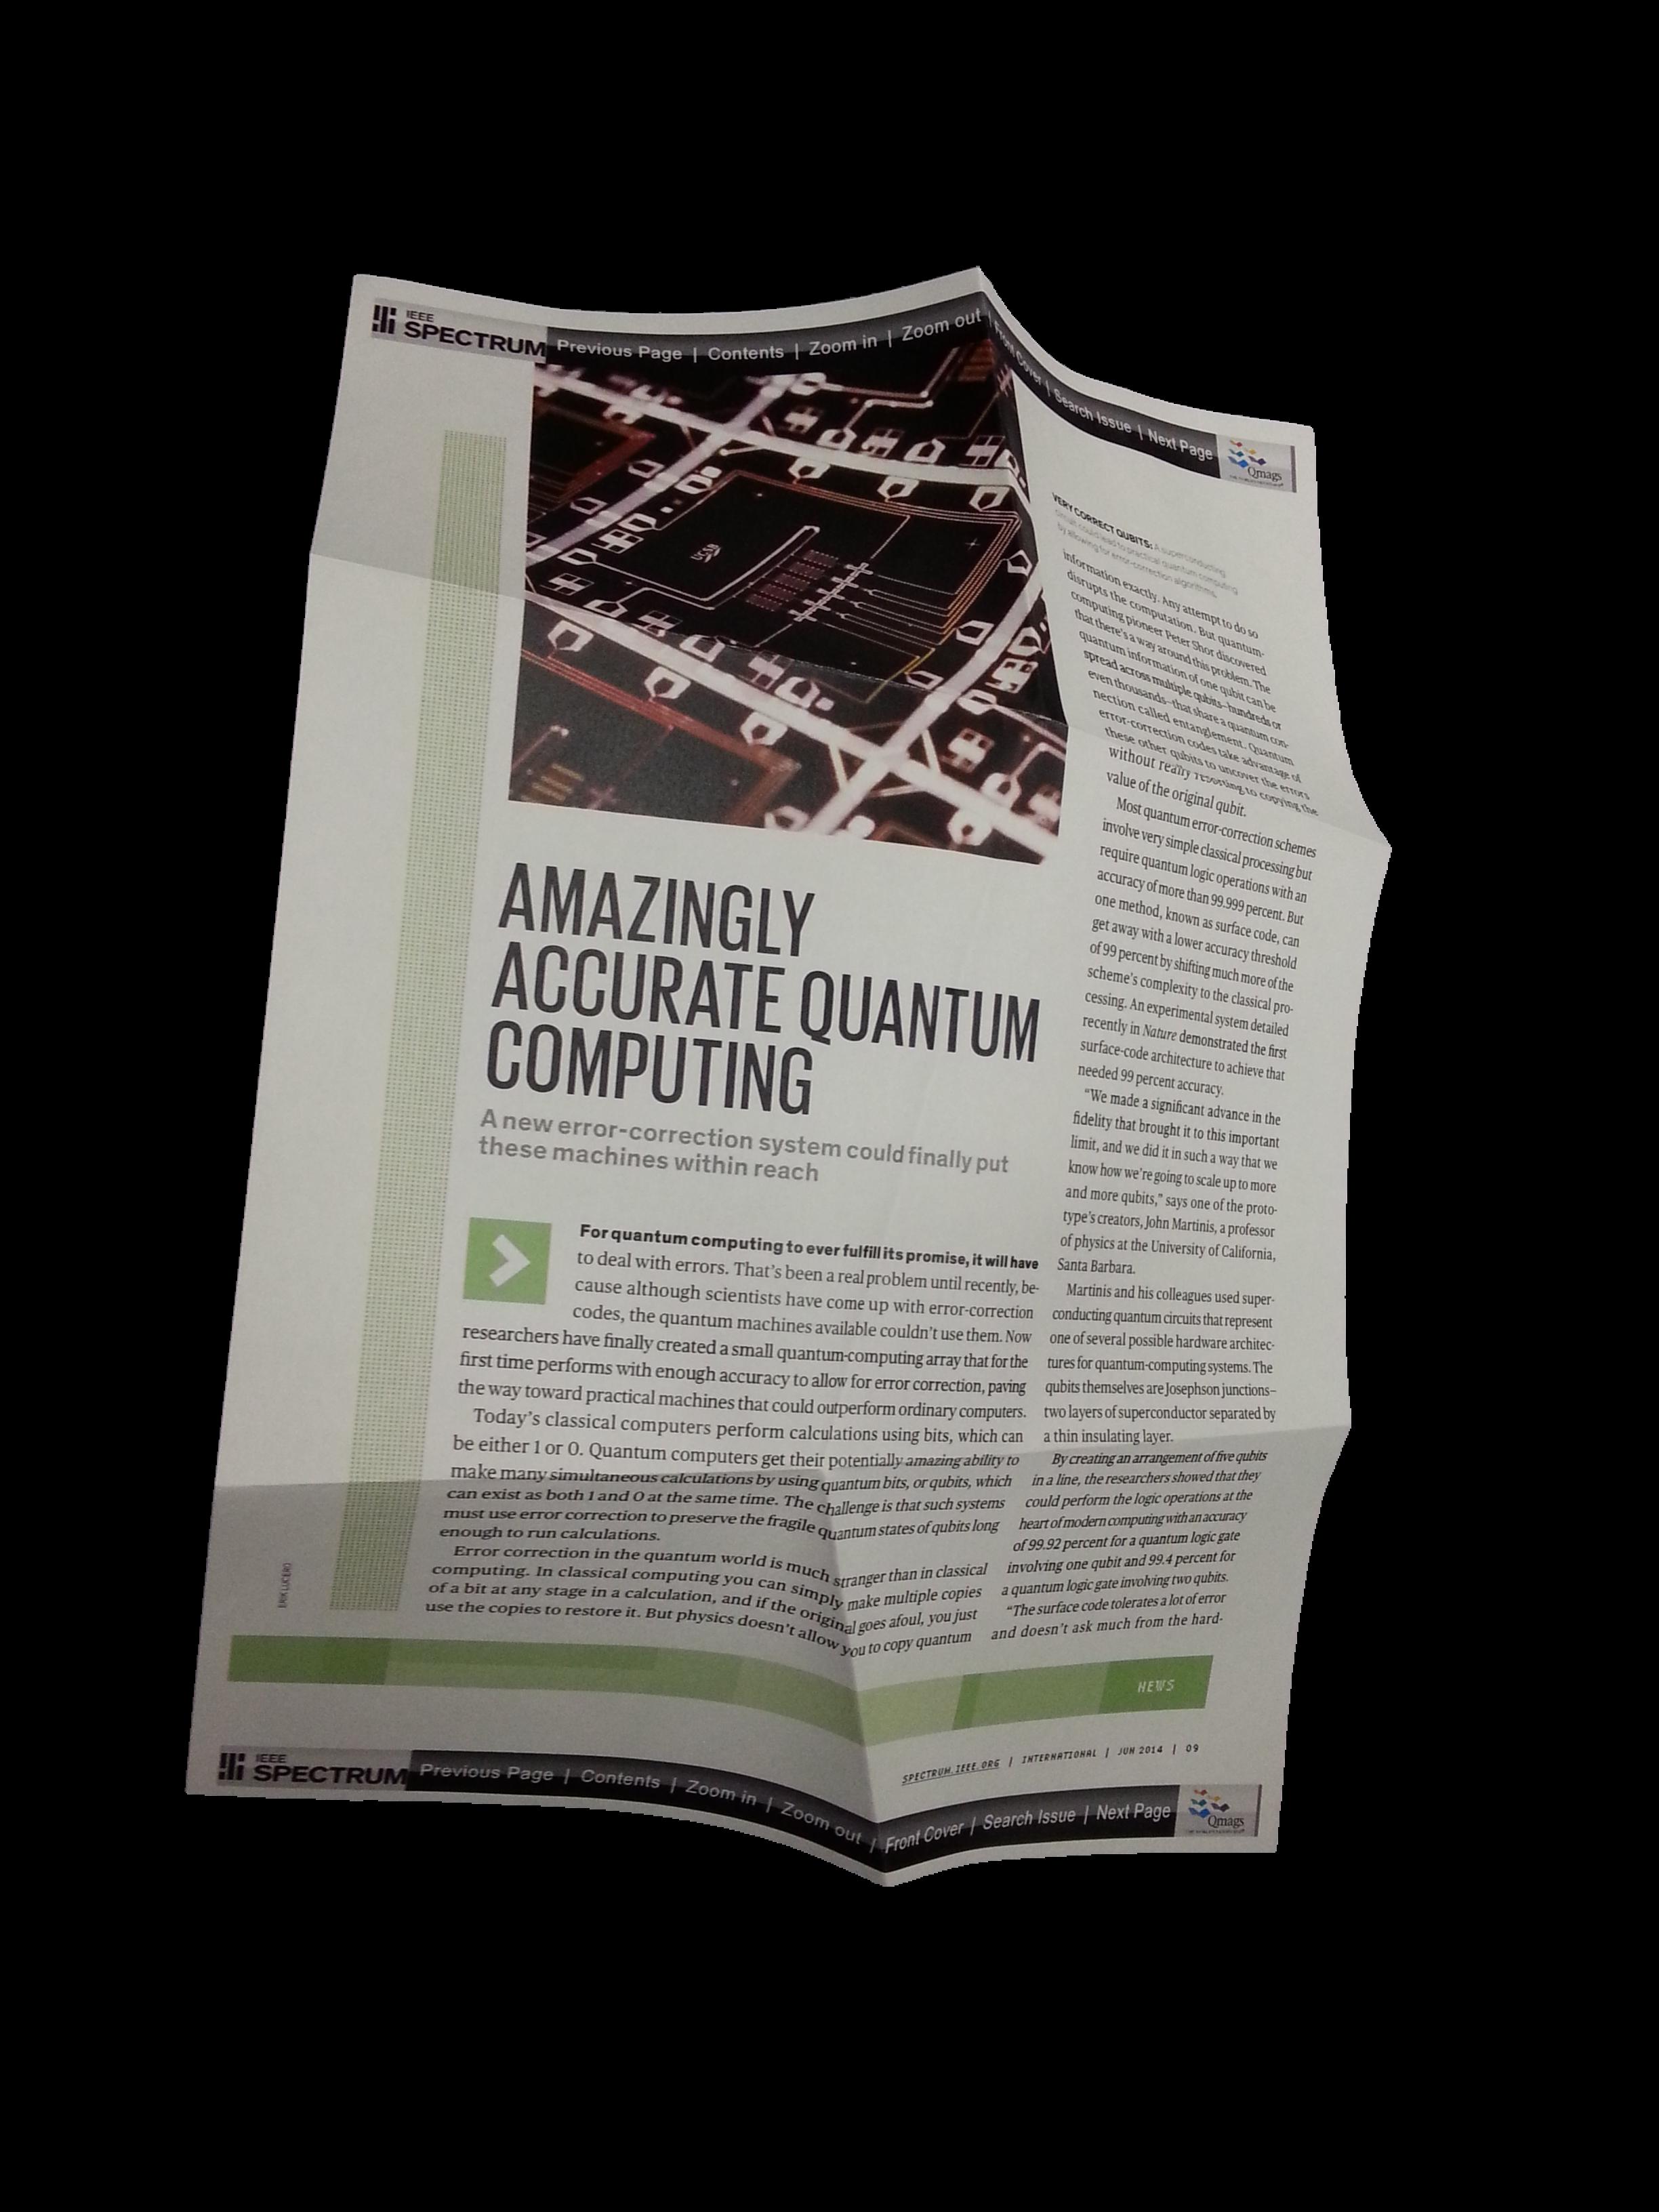 IEEE
SPECTRUM
Previous Page | Contents | Zoom in | Zoom out | Front Cover | Search Issue | Next Page
Qmags
UCSB
VERY CORRECT QUBITS: A superconducting
circuit could lead to practical quantum computing
by allowing for error-correction algorithms.
AMAZINGLY
ACCURATE QUANTUM
COMPUTING
A new error-correction system could finally put
these machines within reach
For quantum computing to ever fulfill its promise, it will have
to deal with errors. That's been a real problem until recently, be-
cause although scientists have come up with error-correction
codes, the quantum machines available couldn't use them. Now
researchers have finally created a small quantum-computing array that for the
first time performs with enough accuracy to allow for error correction, paving
the way toward practical machines that could outperform ordinary computers.
Today's classical computers perform calculations using bits, which can
be either 1 or 0. Quantum computers get their potentially amazing ability to
make many simultaneous calculations by using quantum bits, or qubits, which
can exist as both 1 and 0 at the same time. The challenge is that such systems
must use error correction to preserve the fragile quantum states of qubits long
enough to run calculations.
Error correction in the quantum world is much stranger than in classical
computing. In classical computing you can simply make multiple copies
of a bit at any stage in a calculation, and if the original goes afoul, you just
use the copies to restore it. But physics doesn't allow you to copy quantum
information exactly. Any attempt to do so
disrupts the computation. But quantum-
computing pioneer Peter Shor discovered
that there's a way around this problem. The
quantum information of one qubit can be
spread across multiple qubits—hundreds or
even thousands—that share a quantum con-
nection called entanglement. Quantum
error-correction codes take advantage of
these other qubits to uncover the errors
without really resorting to copying the
value of the original qubit.
Most quantum error-correction schemes
involve very simple classical processing but
require quantum logic operations with an
accuracy of more than 99.999 percent. But
one method, known as surface code, can
get away with a lower accuracy threshold
of 99 percent by shifting much more of the
scheme's complexity to the classical pro-
cessing. An experimental system detailed
recently in Nature demonstrated the first
surface-code architecture to achieve that
needed 99 percent accuracy.
"We made a significant advance in the
fidelity that brought it to this important
limit, and we did it in such a way that we
know how we're going to scale up to more
and more qubits," says one of the proto-
type's creators, John Martinis, a professor
of physics at the University of California,
Santa Barbara.
Martinis and his colleagues used super-
conducting quantum circuits that represent
one of several possible hardware architec-
tures for quantum-computing systems. The
qubits themselves are Josephson junctions—
two layers of superconductor separated by
a thin insulating layer.
By creating an arrangement of five qubits
in a line, the researchers showed that they
could perform the logic operations at the
heart of modern computing with an accuracy
of 99.92 percent for a quantum logic gate
involving one qubit and 99.4 percent for
a quantum logic gate involving two qubits.
"The surface code tolerates a lot of error
and doesn't ask much from the hard-
ERIK LUCERO
NEWS
SPECTRUM.IEEE.ORG | INTERNATIONAL | JUN 2014 | 09
IEEE
SPECTRUM
Previous Page | Contents | Zoom in | Zoom out | Front Cover | Search Issue | Next Page
Qmags